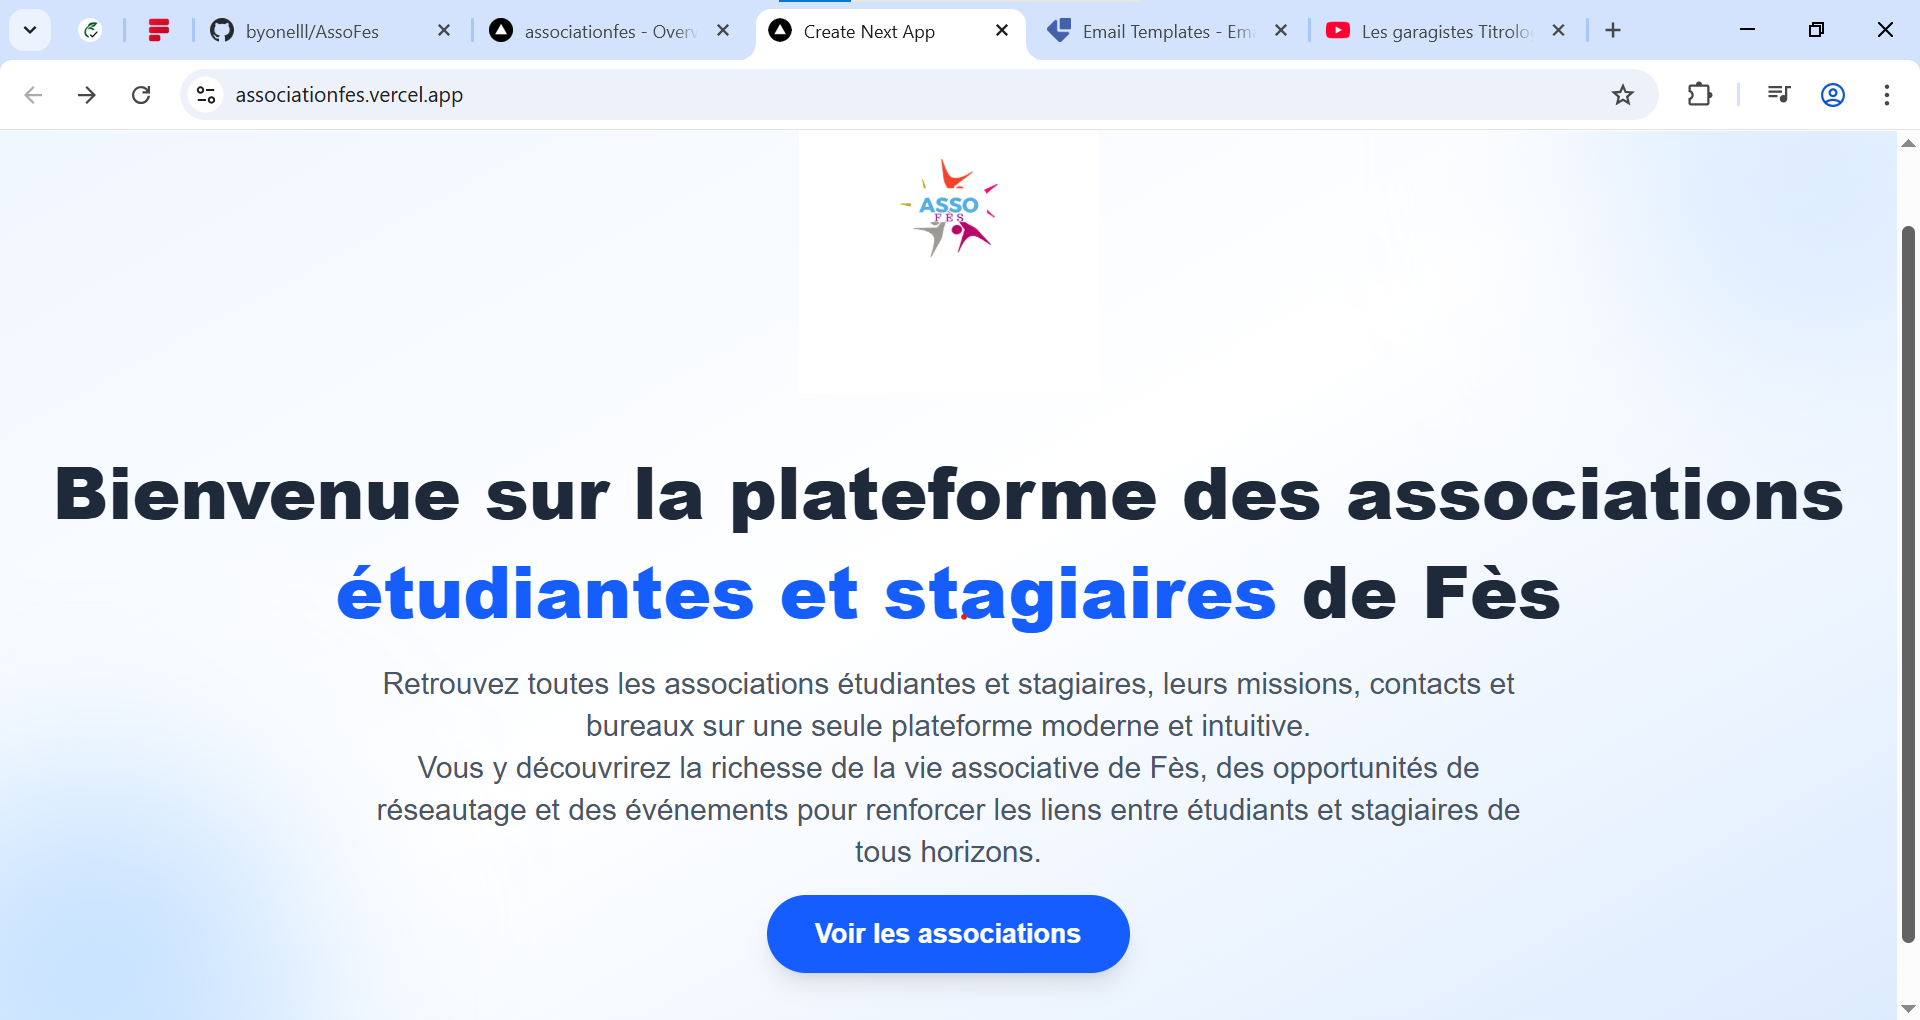 byonelll/AssoFes
associationfes - Overv
Create Next App
Email Templates - Ema
Les garagistes Titrolo
associationfes.vercel.app
ASSO
FÈS
Bienvenue sur la plateforme des associations
étudiantes et stagiaires de Fès
Retrouvez toutes les associations étudiantes et stagiaires, leurs missions, contacts et
bureaux sur une seule plateforme moderne et intuitive.
Vous y découvrirez la richesse de la vie associative de Fès, des opportunités de
réseautage et des événements pour renforcer les liens entre étudiants et stagiaires de
tous horizons.
Voir les associations